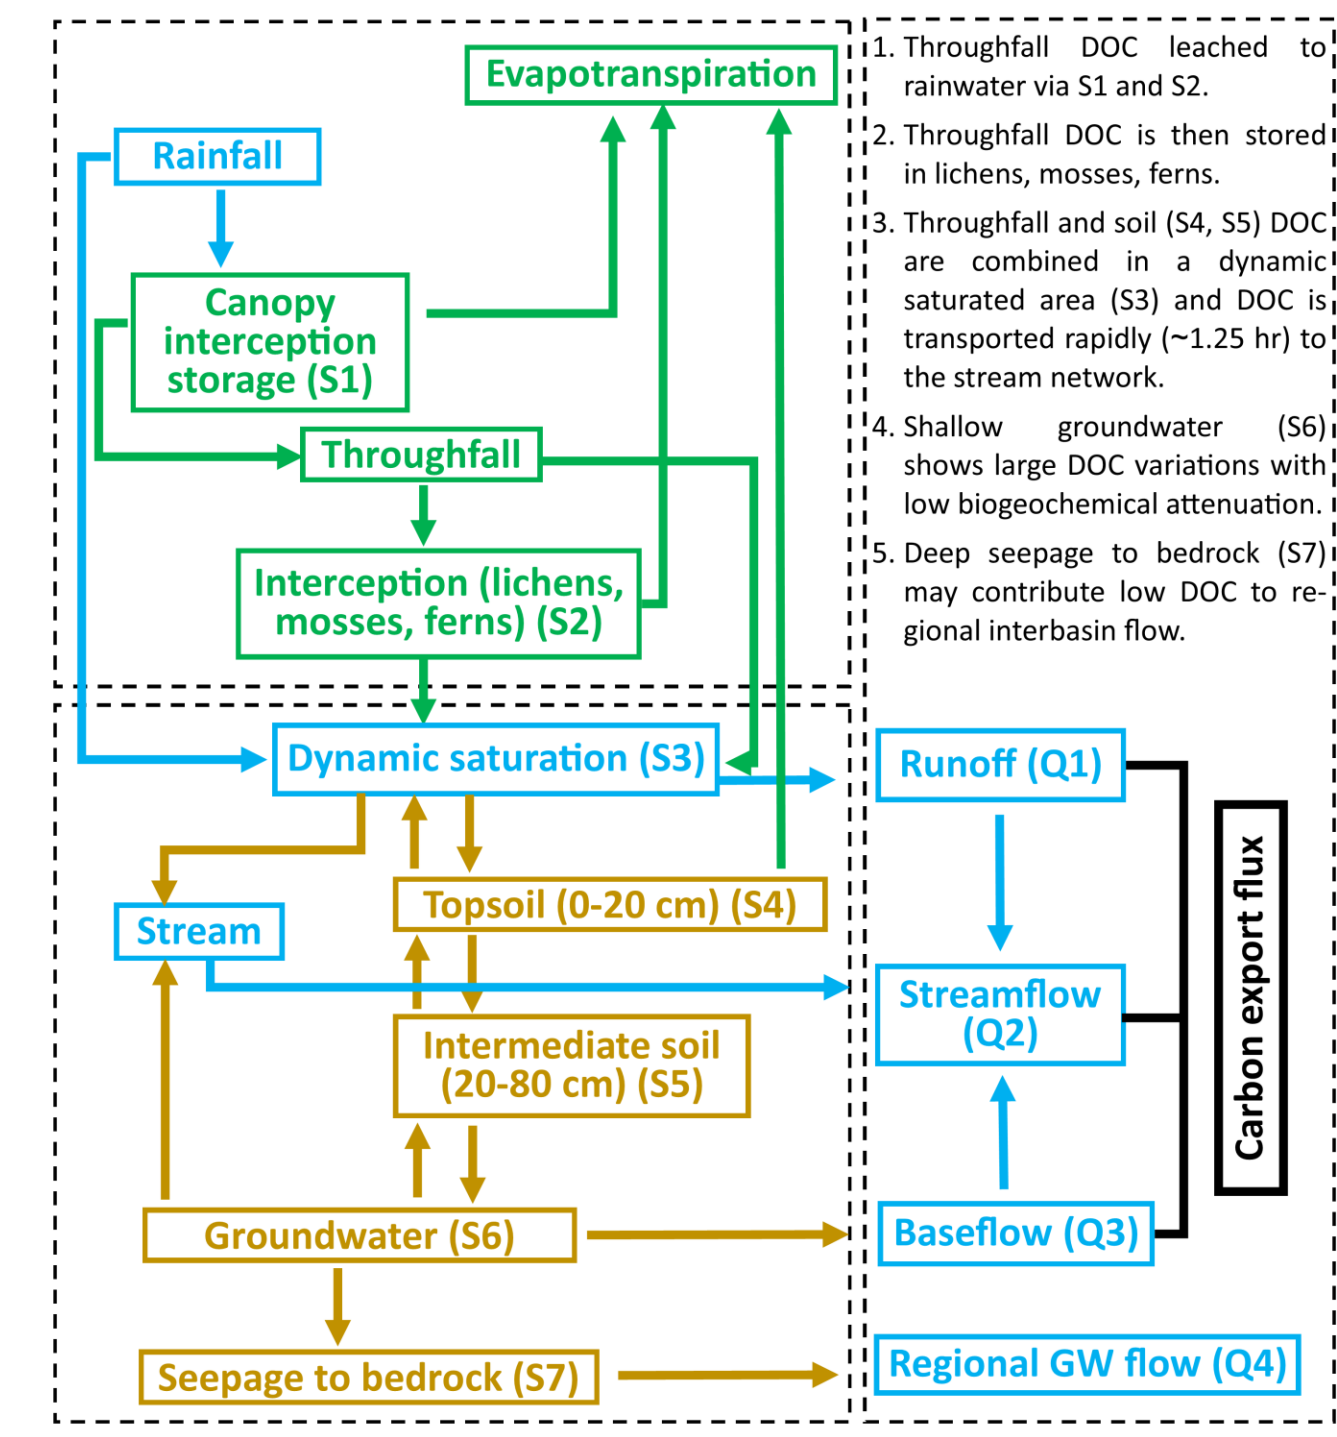 Evapotranspiration
Rainfall
Canopy
interception
storage (S1)
Throughfall
Interception (lichens,
mosses, ferns) (S2)
Dynamic saturation (S3)
Topsoil (0-20 cm) (S4)
Stream
Intermediate soil
(20-80 cm) (S5)
Groundwater (S6)
Seepage to bedrock (S7)
1. Throughfall DOC leached to
rainwater via S1 and S2.
2. Throughfall DOC is then stored
in lichens, mosses, ferns.
3. Throughfall and soil (S4, S5) DOC
are combined in a dynamic
saturated area (S3) and DOC is
transported rapidly (~1.25 hr) to
the stream network.
4. Shallow groundwater (S6)
shows large DOC variations with
low biogeochemical attenuation.
5. Deep seepage to bedrock (S7)
may contribute low DOC to re-
gional interbasin flow.
Runoff (Q1)
Streamflow
(Q2)
Baseflow (Q3)
Regional GW flow (Q4)
Carbon export flux